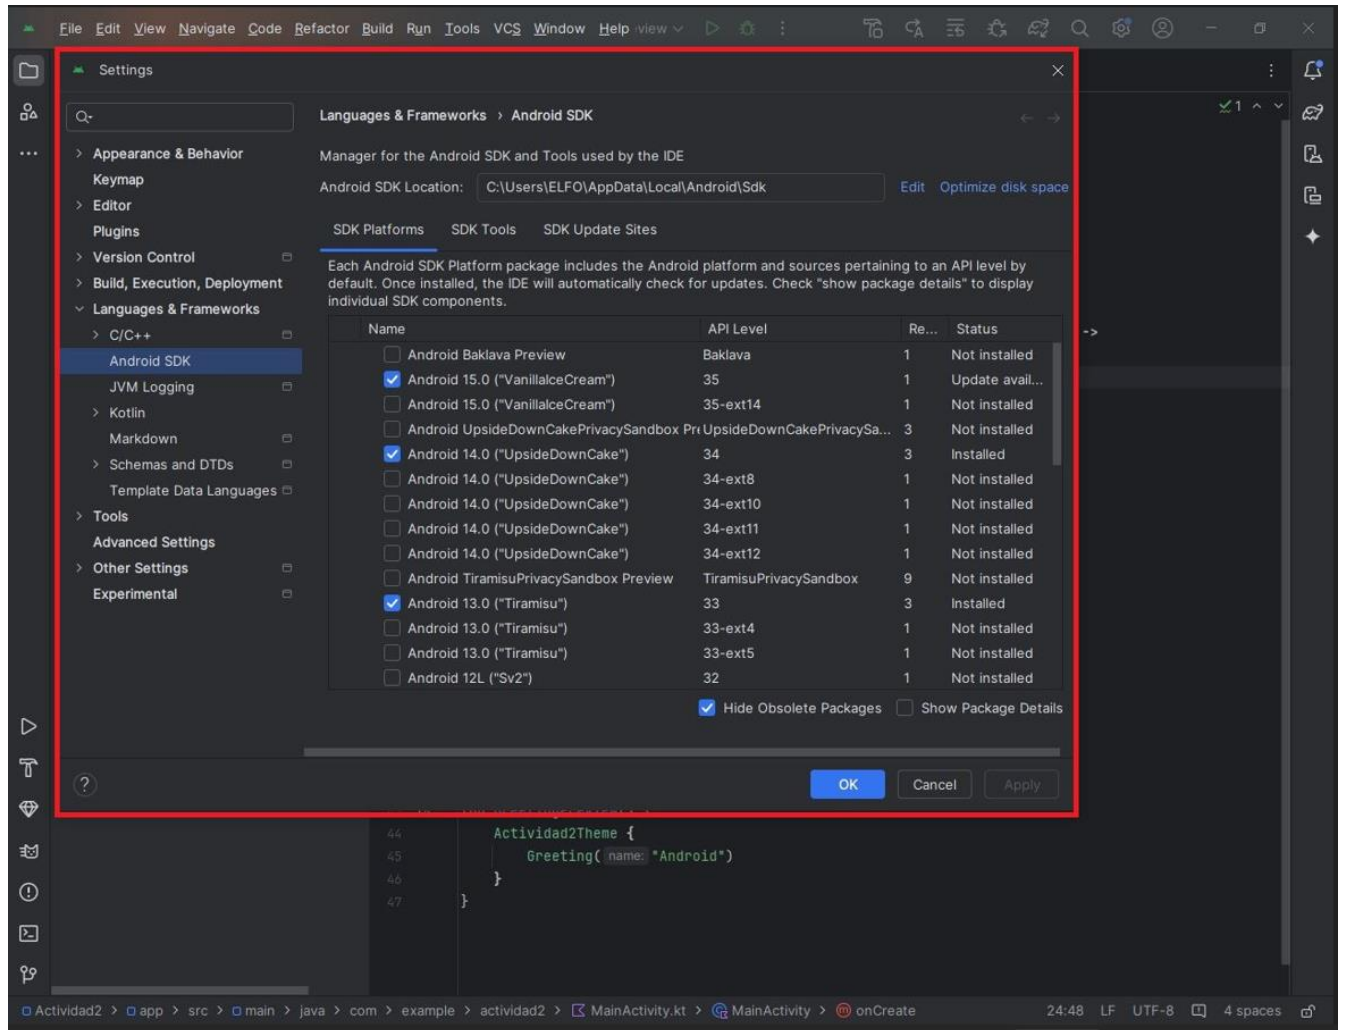 File Edit View Navigate Code Refactor Build Run Tools VCS Window Help view
Settings
Languages & Frameworks › Android SDK
Manager for the Android SDK and Tools used by the IDE
Android SDK Location: C:\Users\ELFO\AppData\Local\Android\Sdk Edit Optimize disk space
SDK Platforms SDK Tools SDK Update Sites
Each Android SDK Platform package includes the Android platform and sources pertaining to an API level by
default. Once installed, the IDE will automatically check for updates. Check "show package details" to display
individual SDK components.
Appearance & Behavior
Keymap
Editor
Plugins
Version Control
Build, Execution, Deployment
Languages & Frameworks
C/C++
Android SDK
JVM Logging
Kotlin
Markdown
Schemas and DTDs
Template Data Languages
Tools
Advanced Settings
Other Settings
Experimental
Name API Level Re... Status
Android Baklava Preview Baklava 1 Not installed
Android 15.0 ("VanillaIceCream") 35 1 Update avail...
Android 15.0 ("VanillaIceCream") 35-ext14 1 Not installed
Android UpsideDownCakePrivacySandbox Pre UpsideDownCakePrivacySa... 3 Not installed
Android 14.0 ("UpsideDownCake") 34 3 Installed
Android 14.0 ("UpsideDownCake") 34-ext8 1 Not installed
Android 14.0 ("UpsideDownCake") 34-ext10 1 Not installed
Android 14.0 ("UpsideDownCake") 34-ext11 1 Not installed
Android 14.0 ("UpsideDownCake") 34-ext12 1 Not installed
Android TiramisuPrivacySandbox Preview TiramisuPrivacySandbox 9 Not installed
Android 13.0 ("Tiramisu") 33 3 Installed
Android 13.0 ("Tiramisu") 33-ext4 1 Not installed
Android 13.0 ("Tiramisu") 33-ext5 1 Not installed
Android 12L ("Sv2") 32 1 Not installed
Hide Obsolete Packages Show Package Details
? OK Cancel Apply
1
->
44 Actividad2Theme {
45 Greeting( name: "Android")
46 }
47 }
Actividad2 > app > src > main > java > com > example > actividad2 > MainActivity.kt > MainActivity > onCreate 24:48 LF UTF-8 4 spaces